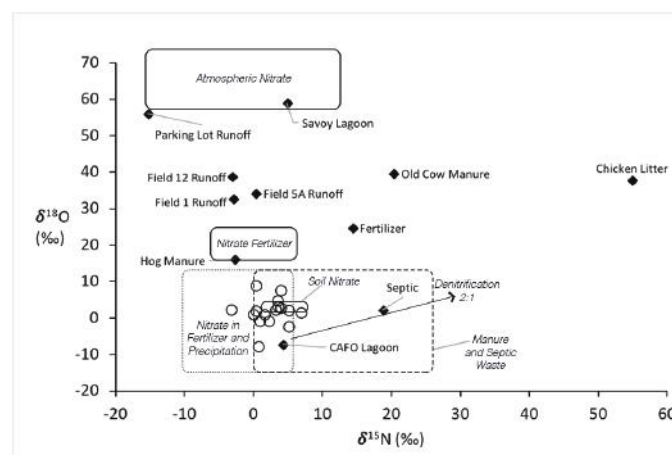 70
60
50
40
30
20
10
0
-10
-20
δ18O
(‰)
Atmospheric Nitrate
Savoy Lagoon
Parking Lot Runoff
Field 12 Runoff
Old Cow Manure
Chicken Litter
Field 5A Runoff
Field 1 Runoff
Fertilizer
Nitrate Fertilizer
Hog Manure
Soil Nitrate
Septic
Denitrification
2:1
Nitrate in
Fertilizer and
Precipitation
CAFO Lagoon
Manure
and Septic
Waste
-20 -10 0 10 20 30 40 50 60
δ15N (‰)